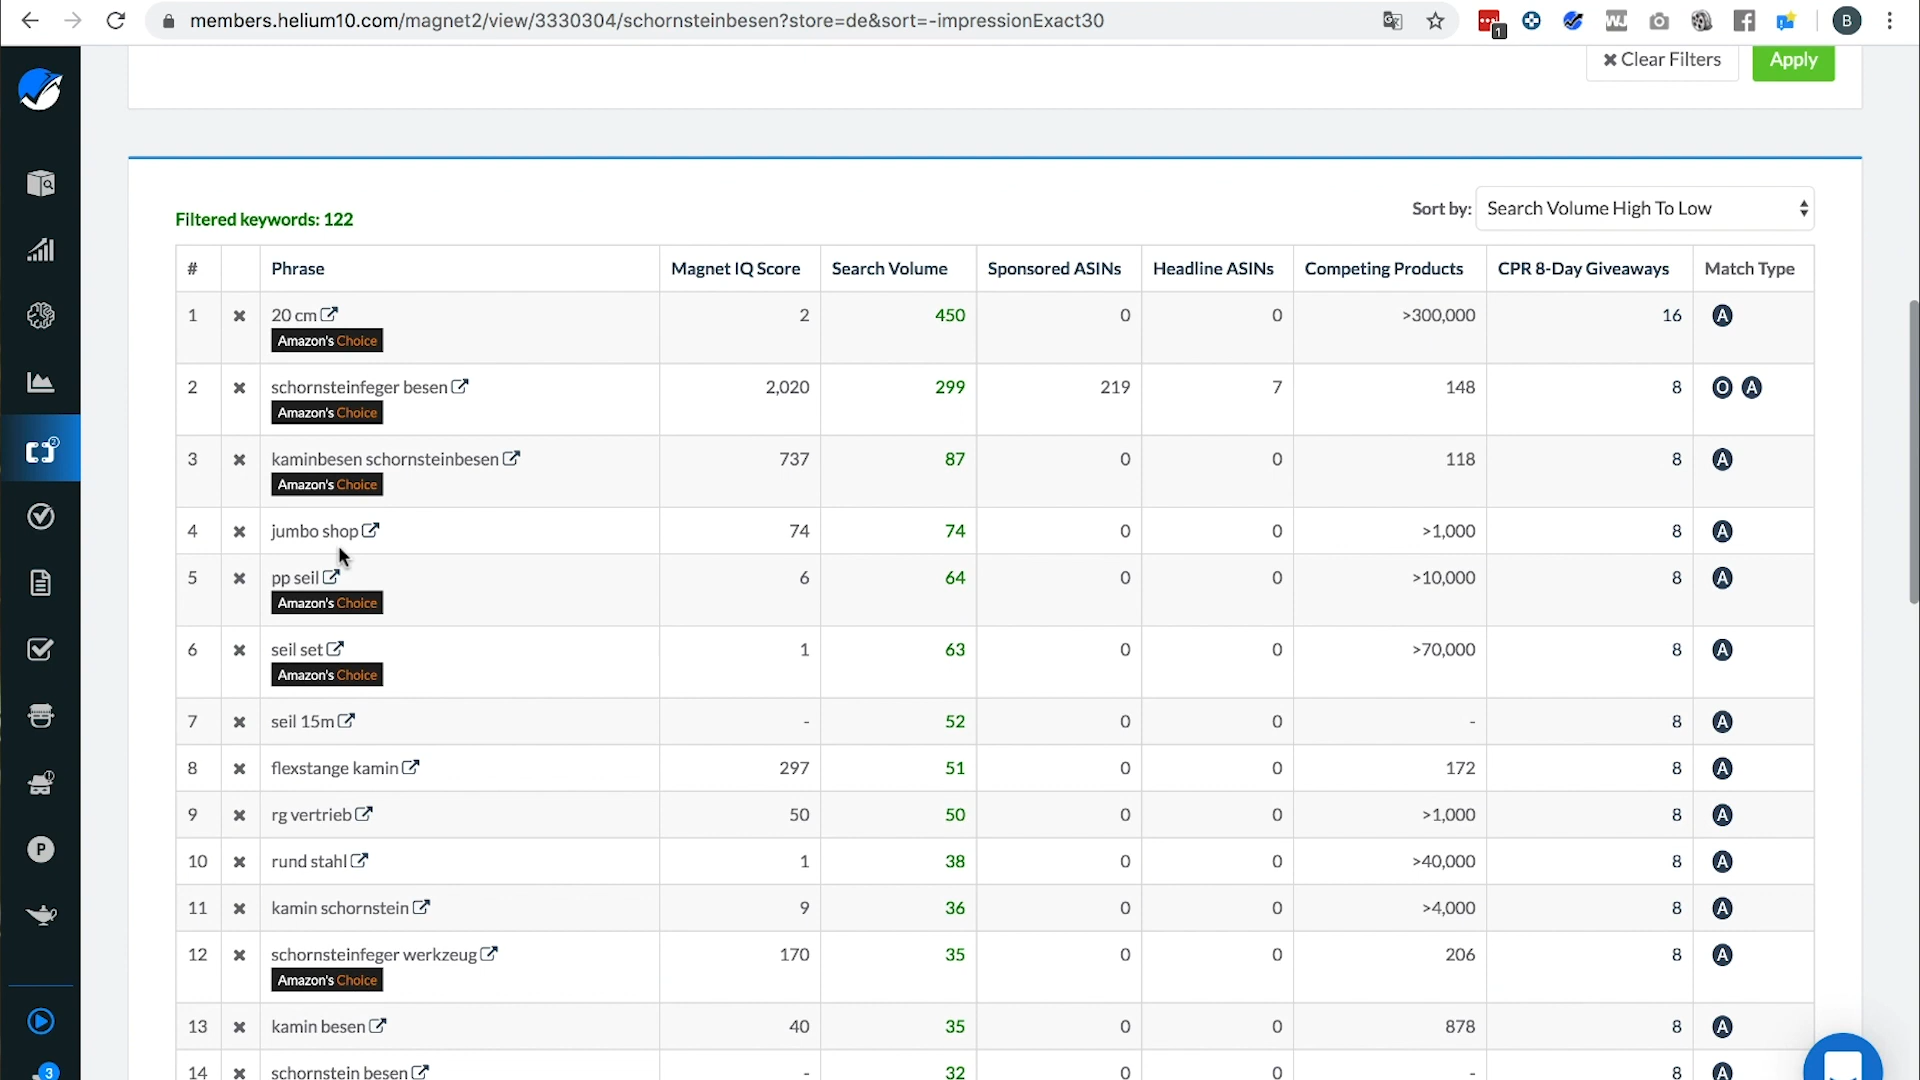 members.helium10.com/magnet2/view/3330304/schornsteinbesen?store=de&sort=-impressionExact30
1
B
✖ Clear Filters Apply
Filtered keywords: 122
Sort by: Search Volume High To Low
# Phrase Magnet IQ Score Search Volume Sponsored ASINs Headline ASINs Competing Products CPR 8-Day Giveaways Match Type
1 ✖ 20 cm 2 450 0 0 >300,000 16 A
Amazon's Choice
2 ✖ schornsteinfeger besen 2,020 299 219 7 148 8 O A
Amazon's Choice
3 ✖ kaminbesen schornsteinbesen 737 87 0 0 118 8 A
Amazon's Choice
4 ✖ jumbo shop 74 74 0 0 >1,000 8 A
5 ✖ pp seil 6 64 0 0 >10,000 8 A
Amazon's Choice
6 ✖ seil set 1 63 0 0 >70,000 8 A
Amazon's Choice
7 ✖ seil 15m - 52 0 0 - 8 A
8 ✖ flexstange kamin 297 51 0 0 172 8 A
9 ✖ rg vertrieb 50 50 0 0 >1,000 8 A
10 ✖ rund stahl 1 38 0 0 >40,000 8 A
11 ✖ kamin schornstein 9 36 0 0 >4,000 8 A
12 ✖ schornsteinfeger werkzeug 170 35 0 0 206 8 A
Amazon's Choice
13 ✖ kamin besen 40 35 0 0 878 8 A
14 ✖ schornstein besen - 32 0 0 - 8 A
P
3